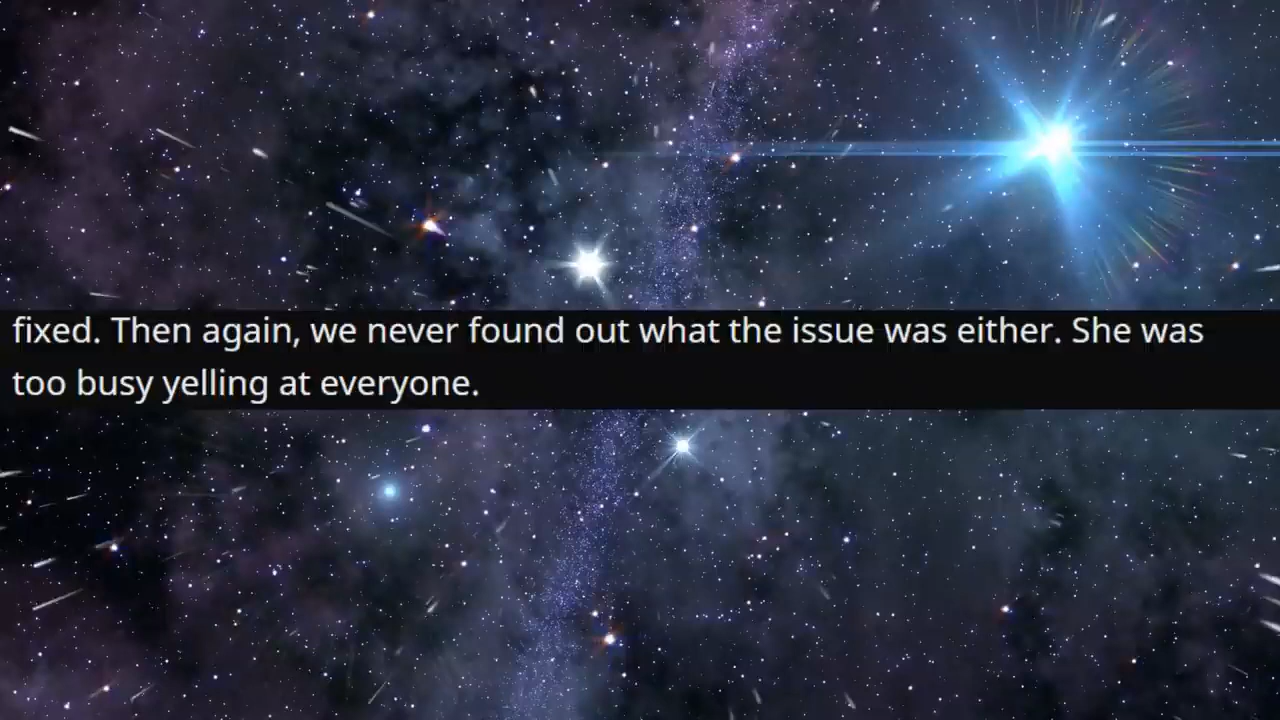 fixed. Then again, we never found out what the issue was either. She was
too busy yelling at everyone.